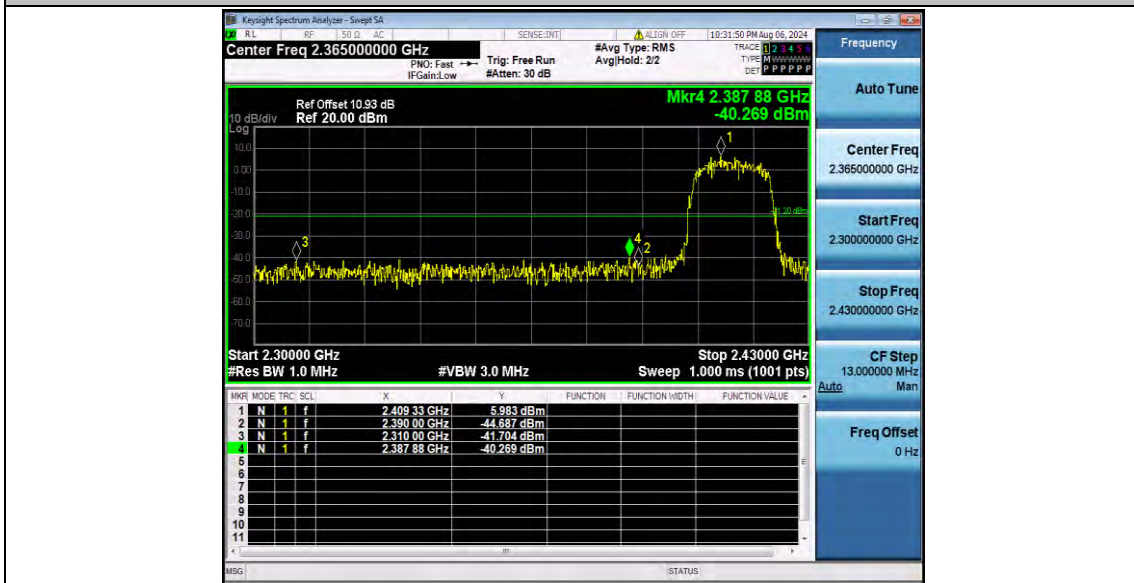 Keysight Spectrum Analyzer - Swept SA
RL RF 50 Ω AC SENSE:INT ALIGN OFF 10:31:50 PM Aug 06, 2024
Center Freq 2.365000000 GHz
PNO: Fast Trig: Free Run
IFGain:Low #Atten: 30 dB
#Avg Type: RMS
Avg|Hold: 2/2
TRACE 1 2 3 4 5 6
TYPE M WWWWW
DET P P P P P P
Frequency
Auto Tune
Center Freq
2.365000000 GHz
Start Freq
2.300000000 GHz
Stop Freq
2.430000000 GHz
CF Step
13.000000 MHz
Auto Man
Freq Offset
0 Hz
Mkr4 2.387 88 GHz
-40.269 dBm
Ref Offset 10.93 dB
10 dB/div Ref 20.00 dBm
Log
10.0
0.00
-10.0
-20.0
-30.0
-40.0
-50.0
-60.0
-70.0
1
3
4
2
Start 2.30000 GHz Stop 2.43000 GHz
#Res BW 1.0 MHz #VBW 3.0 MHz Sweep 1.000 ms (1001 pts)
MKR MODE TRC SCL X Y FUNCTION FUNCTION WIDTH FUNCTION VALUE
1 N 1 f 2.409 33 GHz 5.983 dBm
2 N 1 f 2.390 00 GHz -44.687 dBm
3 N 1 f 2.310 00 GHz -41.704 dBm
4 N 1 f 2.387 88 GHz -40.269 dBm
5
6
7
8
9
10
11
MSG STATUS